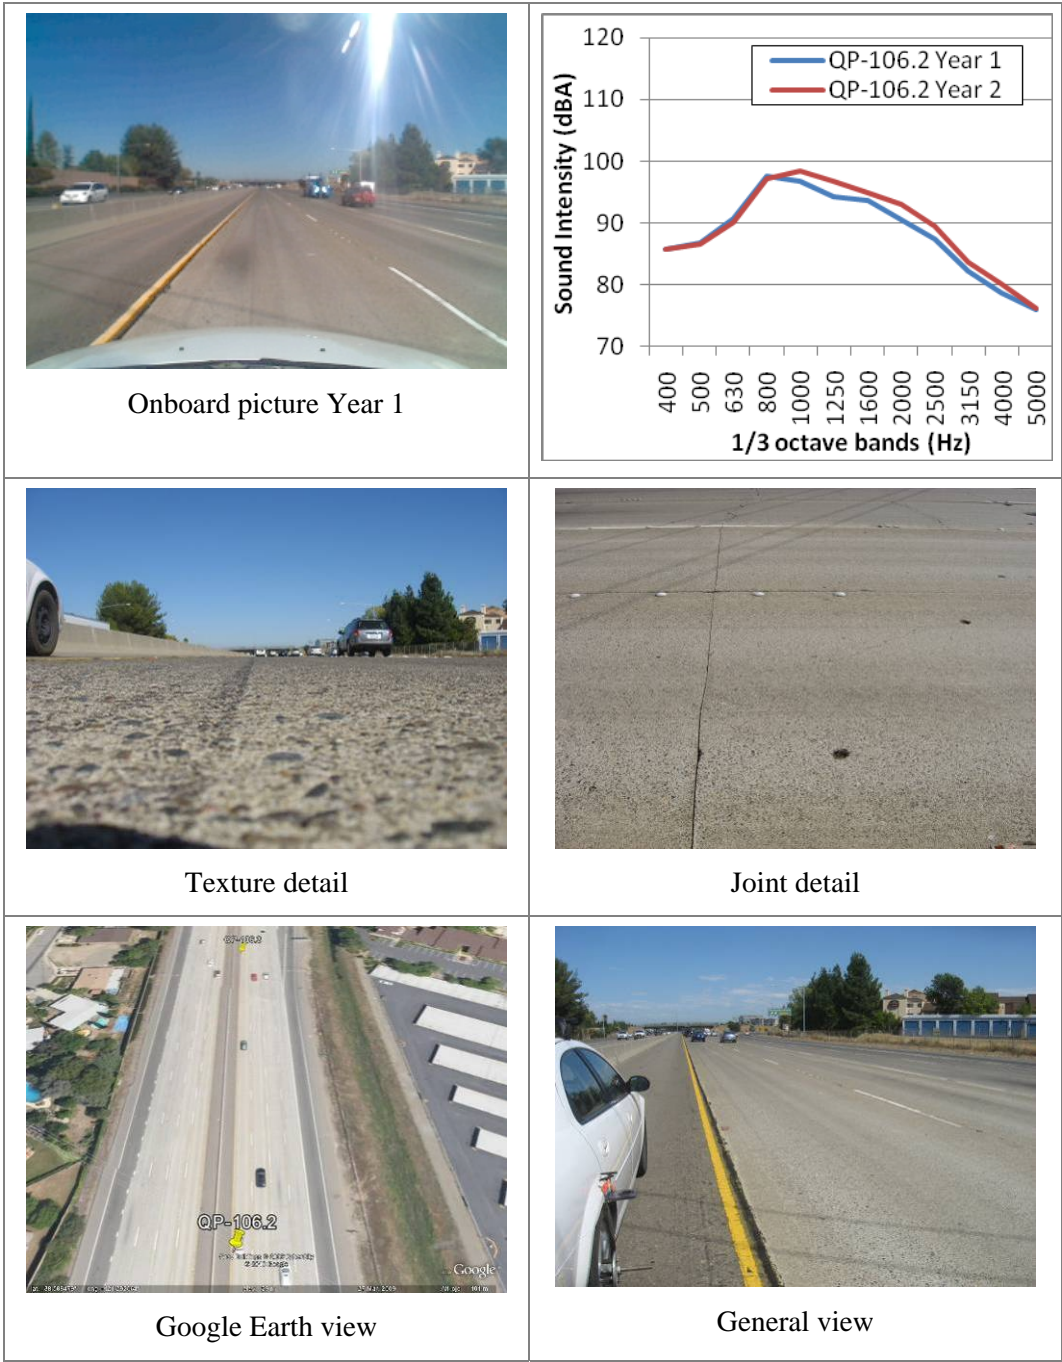 Onboard picture Year 1
120
110
100
90
80
70
Sound Intensity (dBA)
QP-106.2 Year 1
QP-106.2 Year 2
400
500
630
800
1000
1250
1600
2000
2500
3150
4000
5000
1/3 octave bands (Hz)
Texture detail
Joint detail
QP-106.2
Google
Google Earth view
General view